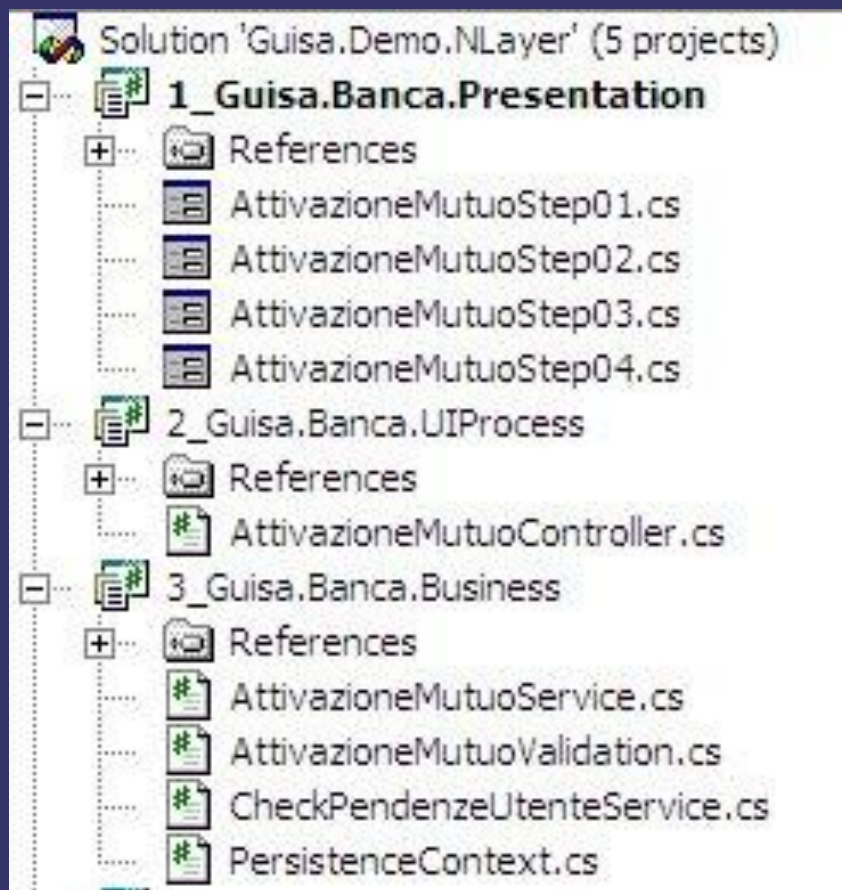 Solution 'Guisa.Demo.NLayer' (5 projects)
1_Guisa.Banca.Presentation
References
AttivazioneMutuoStep01.cs
AttivazioneMutuoStep02.cs
AttivazioneMutuoStep03.cs
AttivazioneMutuoStep04.cs
2_Guisa.Banca.UIProcess
References
AttivazioneMutuoController.cs
3_Guisa.Banca.Business
References
AttivazioneMutuoService.cs
AttivazioneMutuoValidation.cs
CheckPendenzeUtenteService.cs
PersistenceContext.cs